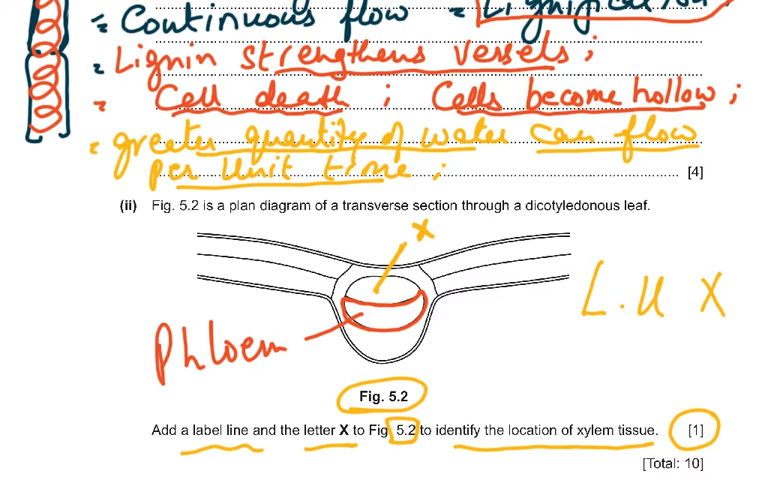 = Continuous flow = Lignification
= Lignin strengthens vessels ;
= Cell death ; Cells become hollow ;
= greater quantity of water can flow
per unit time ; [4]
(ii) Fig. 5.2 is a plan diagram of a transverse section through a dicotyledonous leaf.
X
L. U X
Phloem
Fig. 5.2
Add a label line and the letter X to Fig 5.2 to identify the location of xylem tissue. [1]
[Total: 10]